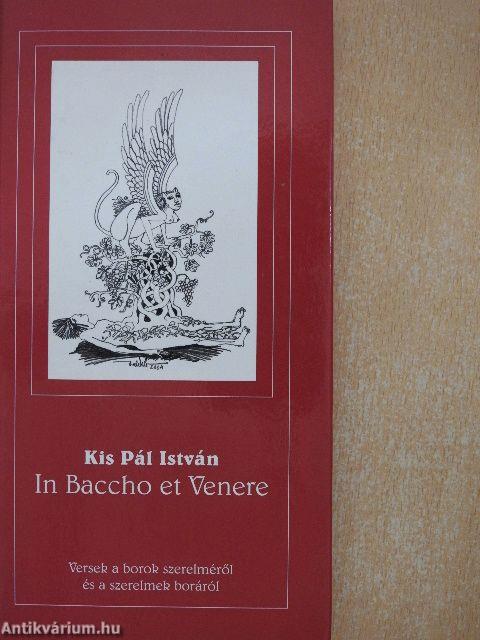 Kis Pál István
In Baccho et Venere
Versek a borok szerelméről
és a szerelmek boráról
Antikvárium.hu